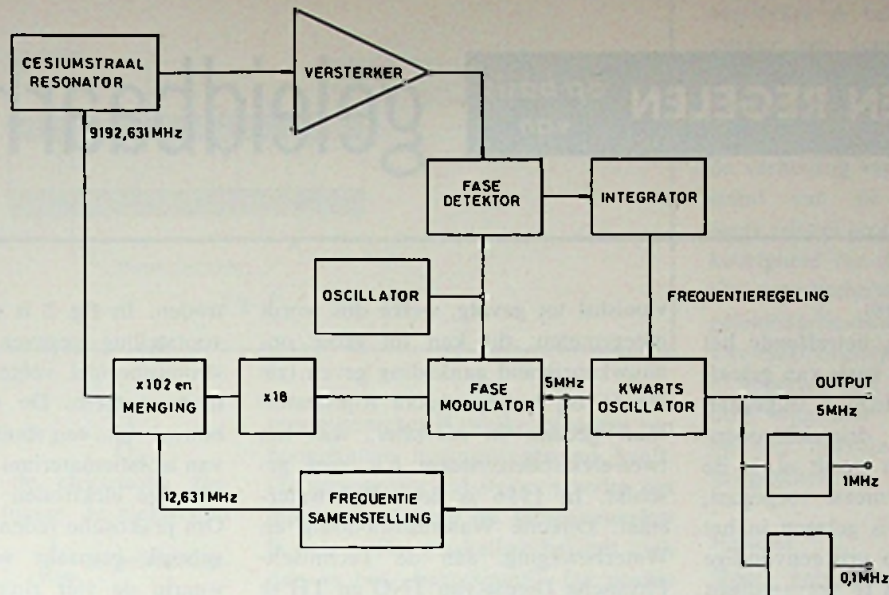 CESIUMSTRAAL
RESONATOR
VERSTERKER
9192,631MHz
N REGELEN
FASE
DETEKTOR
INTEGRATOR
OSCILLATOR
FREQUENTIEREGELING
x102 en
MENGING
x18
FASE
MODULATOR
5MHz
KWARTS
OSCILLATOR
OUTPUT
5MHz
12,631MHz
FREQUENTIE
SAMENSTELLING
1MHz
0,1MHz